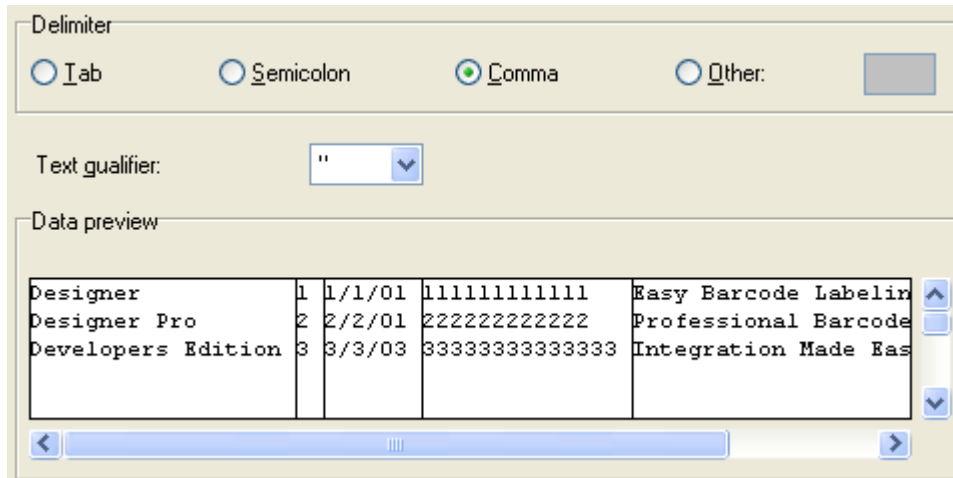 Delimiter
Tab Semicolon Comma Other:
Text qualifier: "
Data preview
Designer 1 1/1/01 111111111111 Easy Barcode Labelin
Designer Pro 2 2/2/01 222222222222 Professional Barcode
Developers Edition 3 3/3/03 33333333333333 Integration Made Eas